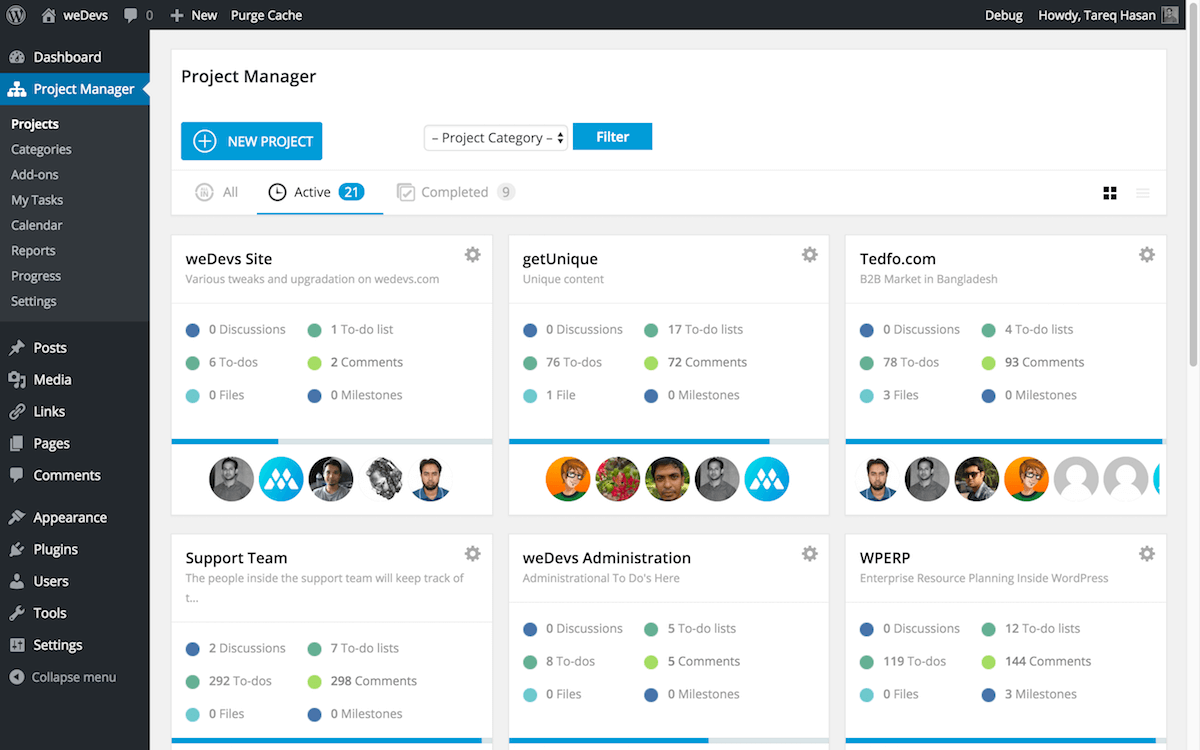 weDevs 0 New Purge Cache Debug Howdy, Tareq Hasan
Dashboard
Project Manager
Projects
Categories
Add-ons
My Tasks
Calendar
Reports
Progress
Settings
Posts
Media
Links
Pages
Comments
Appearance
Plugins
Users
Tools
Settings
Collapse menu
Project Manager
NEW PROJECT – Project Category – Filter
All Active 21 Completed 9
weDevs Site
Various tweaks and upgradation on wedevs.com
0 Discussions 1 To-do list
6 To-dos 2 Comments
0 Files 0 Milestones
getUnique
Unique content
0 Discussions 17 To-do lists
76 To-dos 72 Comments
1 File 0 Milestones
Tedfo.com
B2B Market in Bangladesh
0 Discussions 4 To-do lists
78 To-dos 93 Comments
3 Files 0 Milestones
Support Team
The people inside the support team will keep track of
t...
2 Discussions 7 To-do lists
292 To-dos 298 Comments
0 Files 0 Milestones
weDevs Administration
Administrational To Do's Here
0 Discussions 5 To-do lists
8 To-dos 5 Comments
0 Files 0 Milestones
WPERP
Enterprise Resource Planning Inside WordPress
0 Discussions 12 To-do lists
119 To-dos 144 Comments
0 Files 3 Milestones